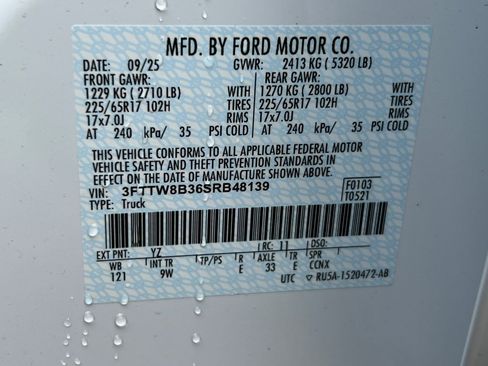 MFD. BY FORD MOTOR CO.
DATE: 09/25 GVWR: 2413 KG ( 5320 LB)
FRONT GAWR: REAR GAWR:
1229 KG ( 2710 LB) WITH 1270 KG ( 2800 LB) WITH
225/65R17 102H TIRES 225/65R17 102H TIRES
17x7.0J RIMS 17x7.0J RIMS
AT 240 kPa/ 35 PSI COLD AT 240 kPa/ 35 PSI COLD
THIS VEHICLE CONFORMS TO ALL APPLICABLE FEDERAL MOTOR
VEHICLE SAFETY AND THEFT PREVENTION STANDARDS IN
EFFECT ON THE DATE OF MANUFACTURE SHOWN ABOVE.
VIN: 3FTTW8B36SRB48139 F0103
TYPE: Truck T0521
EXT PNT: YZ RC: 11 DSO:
WB INT TR TP/PS R AXLE TR SPR
121 9W E 33 E CCNX
UTC RU5A-1520472-AB